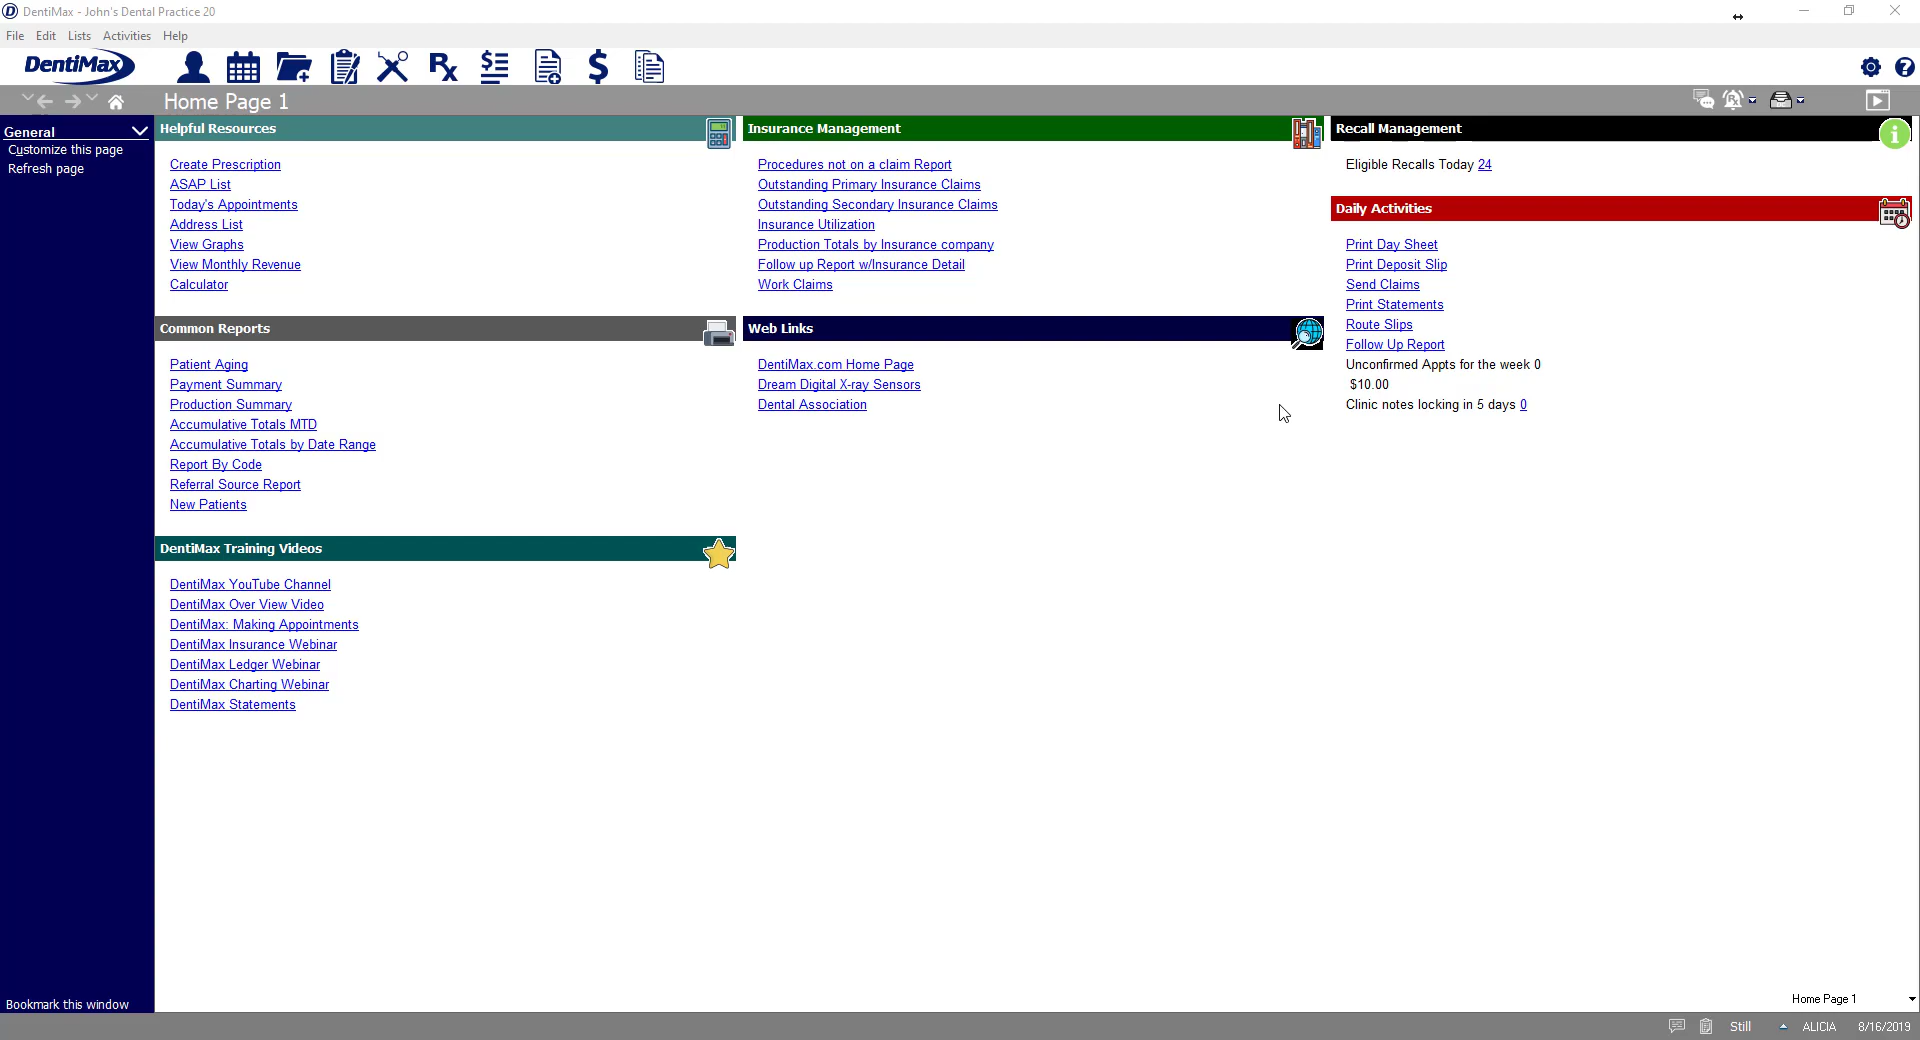 DentiMax - John's Dental Practice 20
File Edit Lists Activities Help
DentiMax Rx $ $
Home Page 1
Rx
General
Customize this page
Refresh page
Helpful Resources
Create Prescription
ASAP List
Today's Appointments
Address List
View Graphs
View Monthly Revenue
Calculator
Common Reports
Patient Aging
Payment Summary
Production Summary
Accumulative Totals MTD
Accumulative Totals by Date Range
Report By Code
Referral Source Report
New Patients
DentiMax Training Videos
DentiMax YouTube Channel
DentiMax Over View Video
DentiMax: Making Appointments
DentiMax Insurance Webinar
DentiMax Ledger Webinar
DentiMax Charting Webinar
DentiMax Statements
Insurance Management
Procedures not on a claim Report
Outstanding Primary Insurance Claims
Outstanding Secondary Insurance Claims
Insurance Utilization
Production Totals by Insurance company
Follow up Report w/Insurance Detail
Work Claims
Web Links
DentiMax.com Home Page
Dream Digital X-ray Sensors
Dental Association
Recall Management
Eligible Recalls Today 24
Daily Activities
Print Day Sheet
Print Deposit Slip
Send Claims
Print Statements
Route Slips
Follow Up Report
Unconfirmed Appts for the week 0
$10.00
Clinic notes locking in 5 days 0
Bookmark this window
Home Page 1
Still ALICIA 8/16/2019